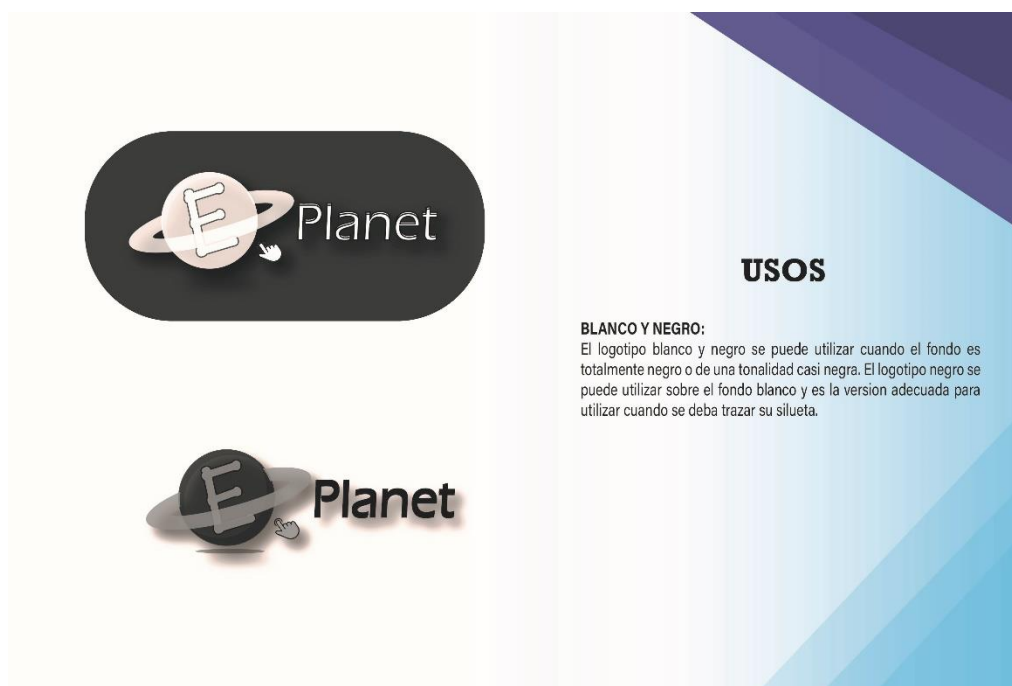 E Planet
USOS
BLANCO Y NEGRO:
El logotipo blanco y negro se puede utilizar cuando el fondo es
totalmente negro o de una tonalidad casi negra. El logotipo negro se
puede utilizar sobre el fondo blanco y es la version adecuada para
utilizar cuando se deba trazar su silueta.
E Planet